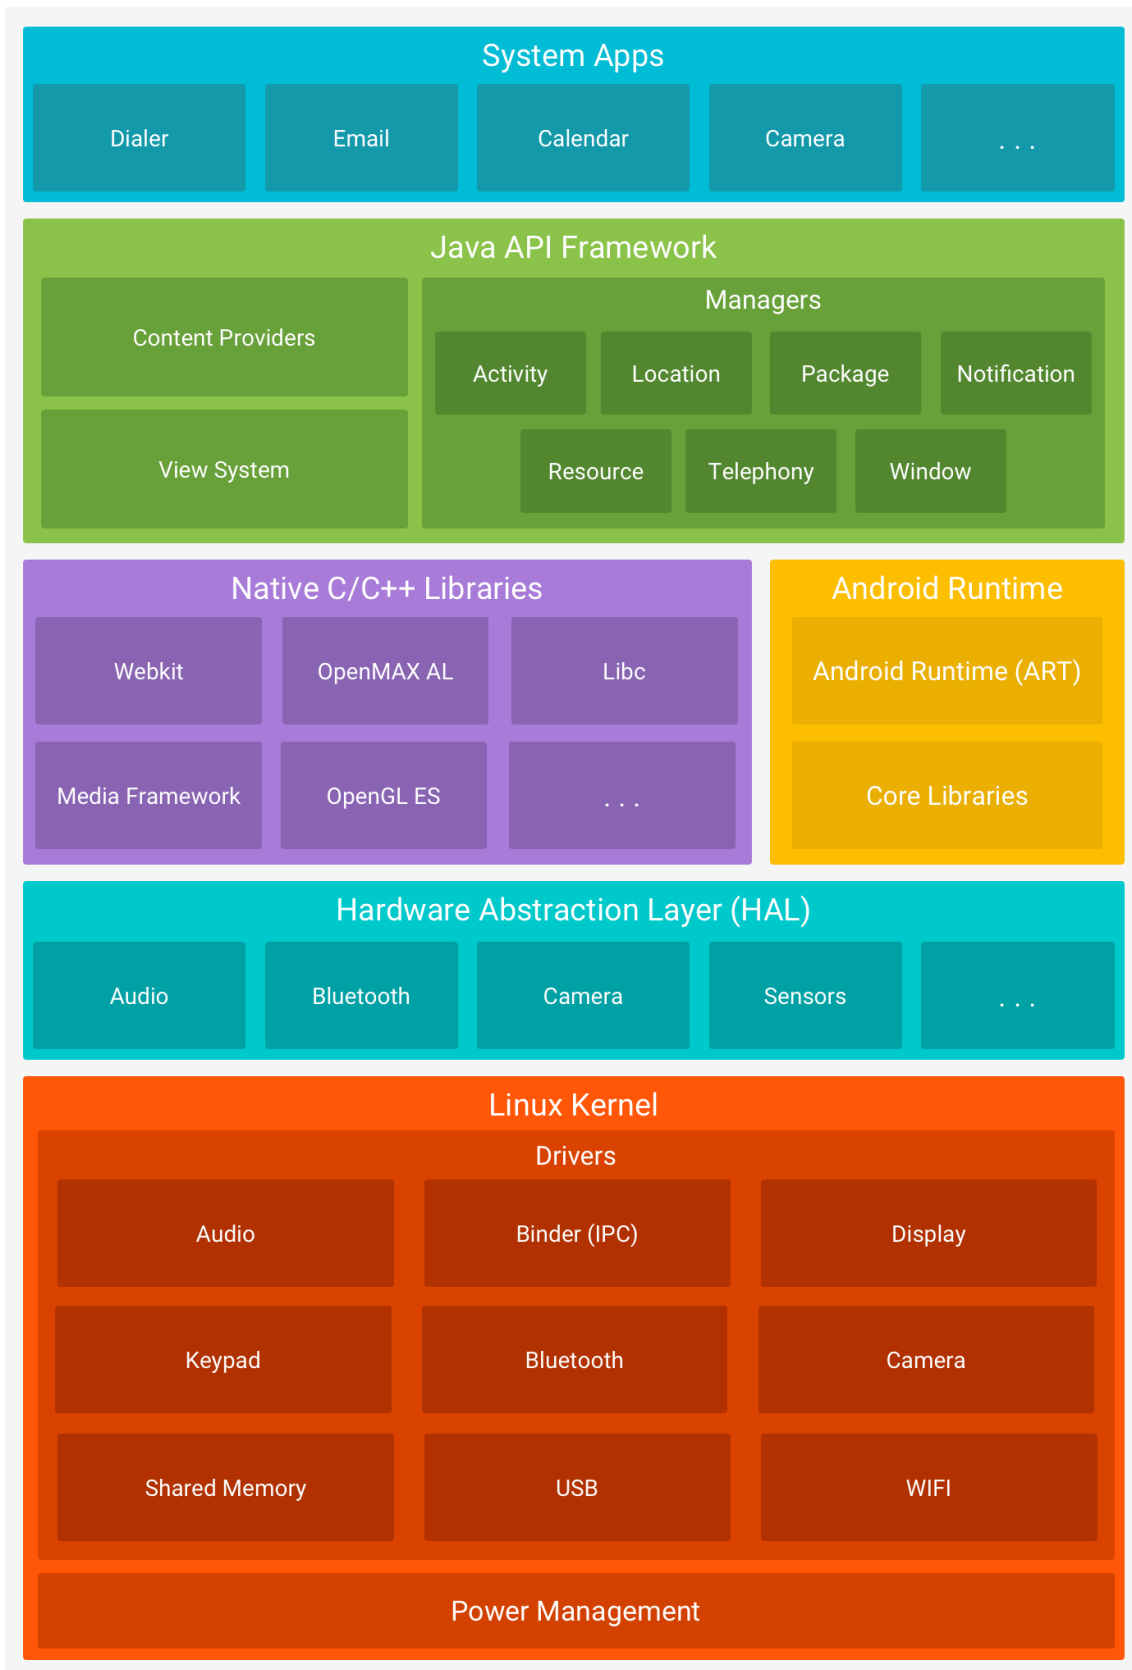 System Apps
Dialer
Email
Calendar
Camera
. . .
Java API Framework
Content Providers
View System
Managers
Activity
Location
Package
Notification
Resource
Telephony
Window
Native C/C++ Libraries
Webkit
OpenMAX AL
Libc
Media Framework
OpenGL ES
. . .
Android Runtime
Android Runtime (ART)
Core Libraries
Hardware Abstraction Layer (HAL)
Audio
Bluetooth
Camera
Sensors
. . .
Linux Kernel
Drivers
Audio
Binder (IPC)
Display
Keypad
Bluetooth
Camera
Shared Memory
USB
WIFI
Power Management